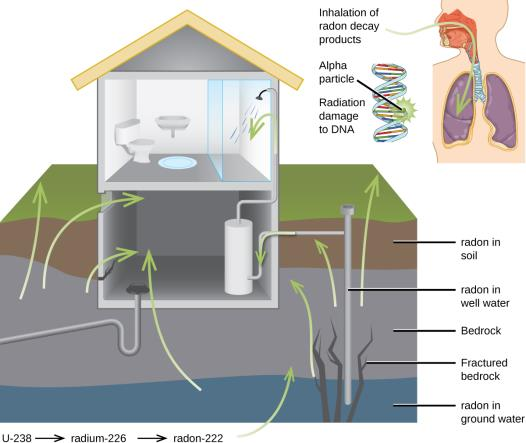 Inhalation of
radon decay
products
Alpha
particle
Radiation
damage
to DNA
radon in
soil
radon in
well water
Bedrock
Fractured
bedrock
radon in
ground water
U-238 → radium-226 → radon-222